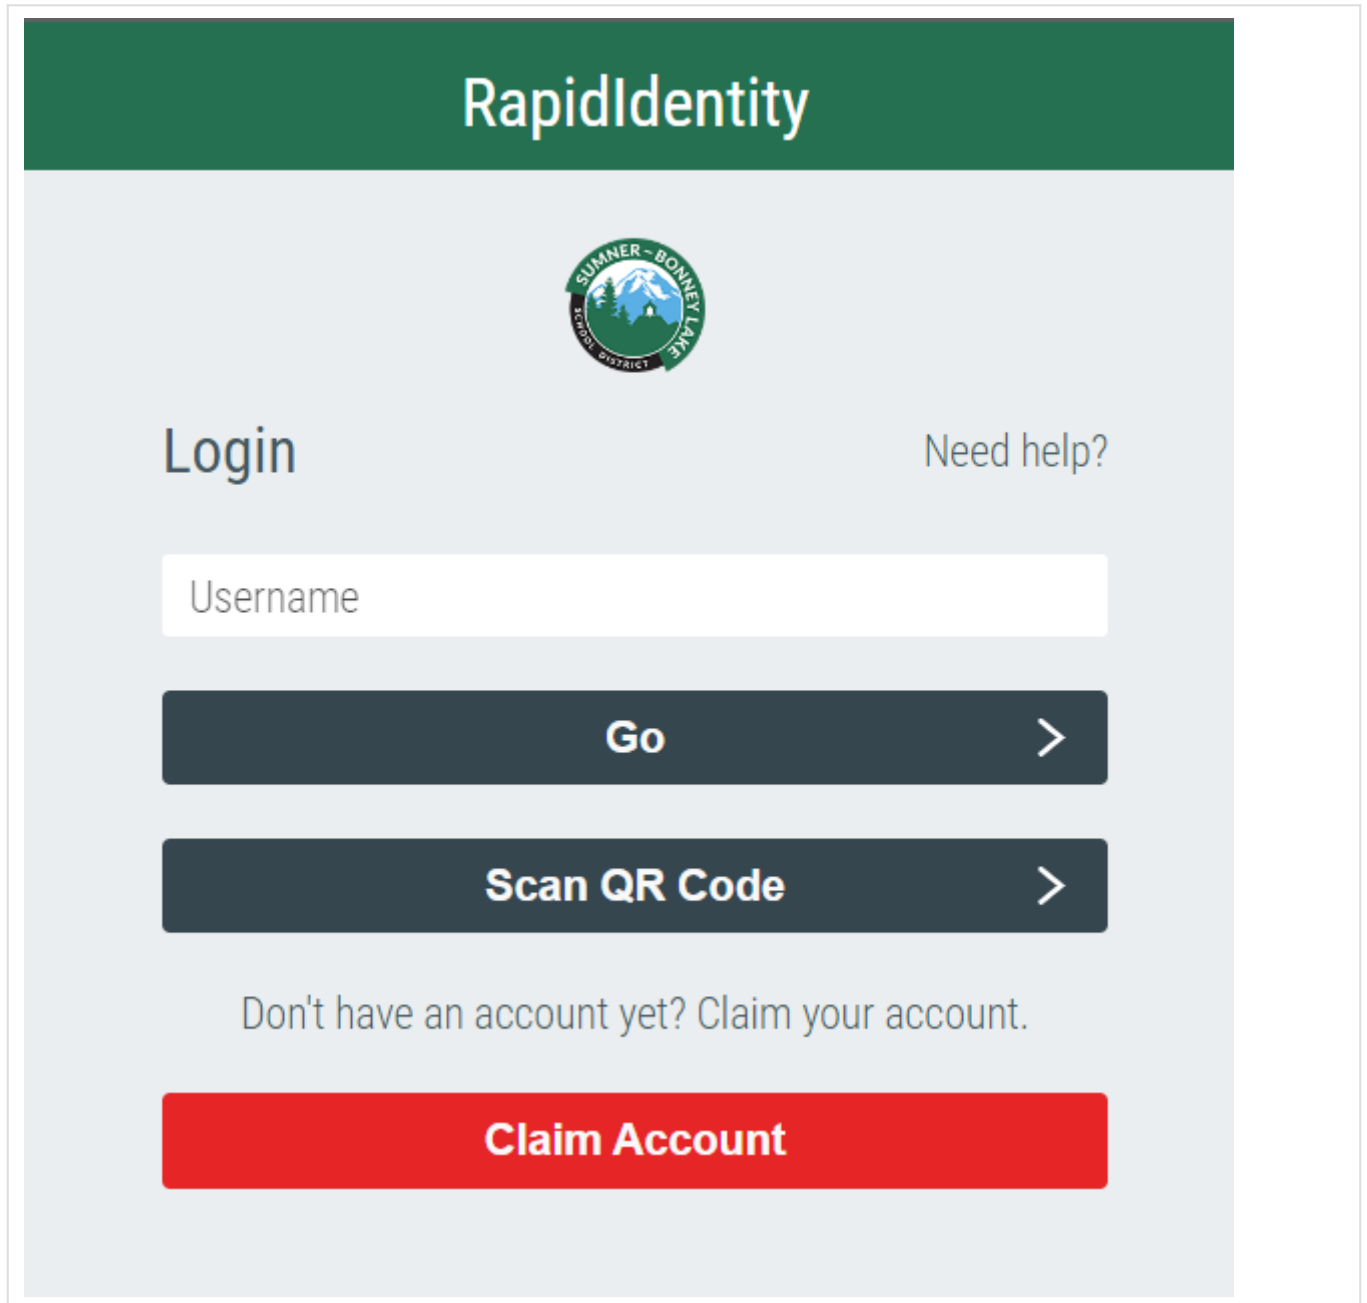 RapidIdentity
SUMNER - BONNEY LAKE
SCHOOL DISTRICT
Login
Need help?
Username
Go
Scan QR Code
Don't have an account yet? Claim your account.
Claim Account